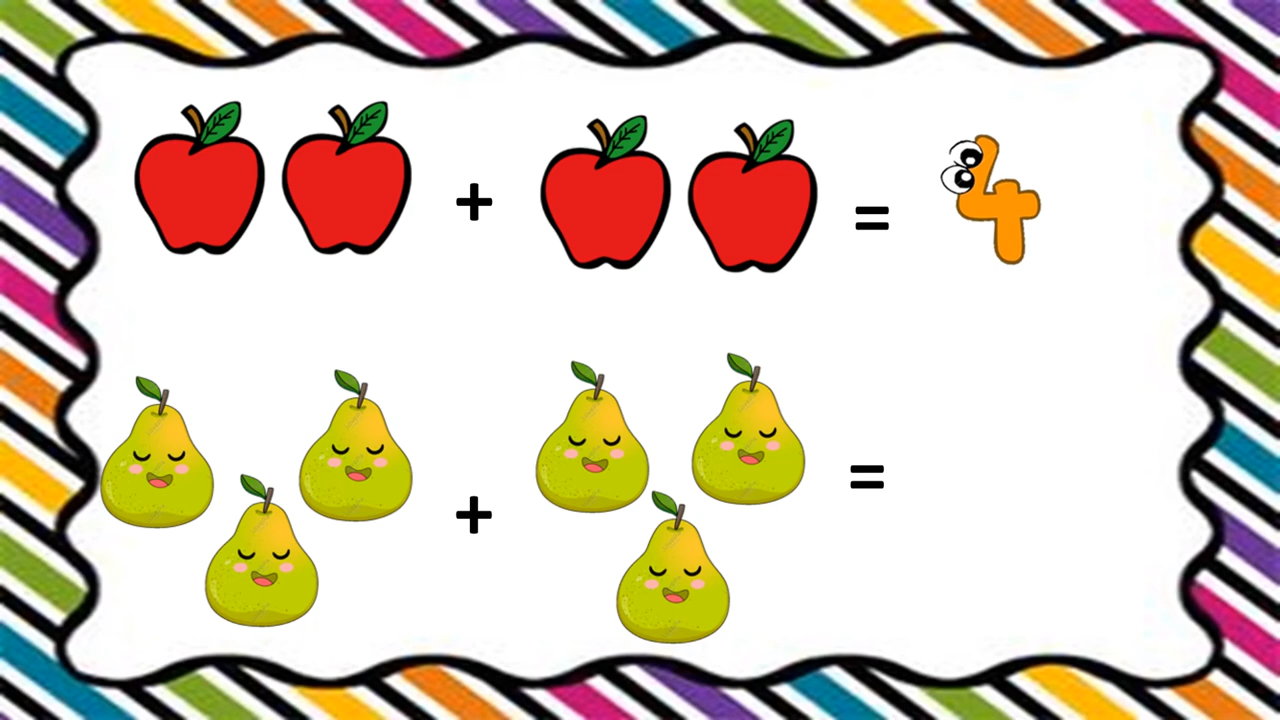 + = 4
+ =